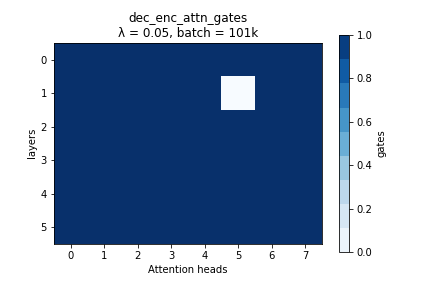 dec_enc_attn_gates
λ = 0.05, batch = 101k
layers
0
1
2
3
4
5
0 1 2 3 4 5 6 7
Attention heads
1.0
0.8
0.6
0.4
0.2
0.0
gates